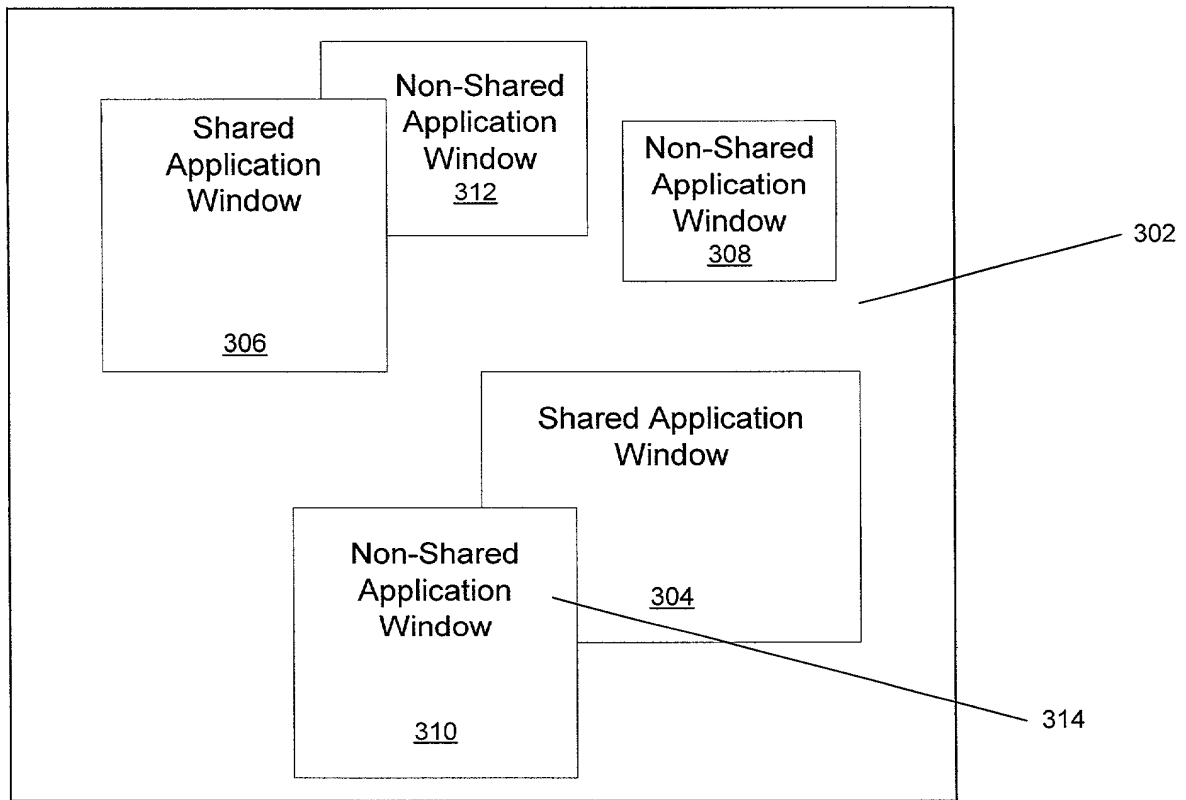 Non-Shared
Application
Window
312
Shared
Application
Window
306
Non-Shared
Application
Window
308
302
Shared Application
Window
304
Non-Shared
Application
Window
310
314